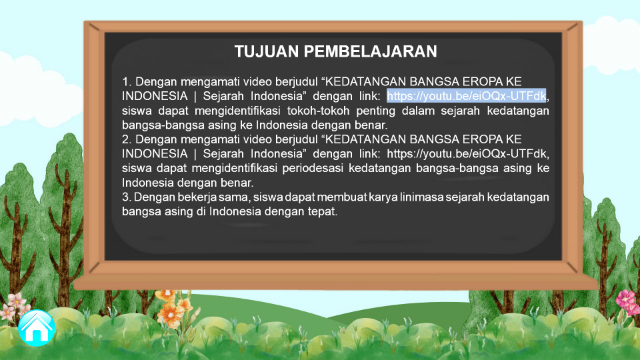 TUJUAN PEMBELAJARAN
1. Dengan mengamati video berjudul “KEDATANGAN BANGSA EROPA KE
INDONESIA | Sejarah Indonesia” dengan link: https://youtu.be/eiOQx-UTFdk,
siswa dapat mengidentifikasi tokoh-tokoh penting dalam sejarah kedatangan
bangsa-bangsa asing ke Indonesia dengan benar.
2. Dengan mengamati video berjudul “KEDATANGAN BANGSA EROPA KE
INDONESIA | Sejarah Indonesia” dengan link: https://youtu.be/eiOQx-UTFdk,
siswa dapat mengidentifikasi periodesasi kedatangan bangsa-bangsa asing ke
Indonesia dengan benar.
3. Dengan bekerja sama, siswa dapat membuat karya linimasa sejarah kedatangan
bangsa asing di Indonesia dengan tepat.